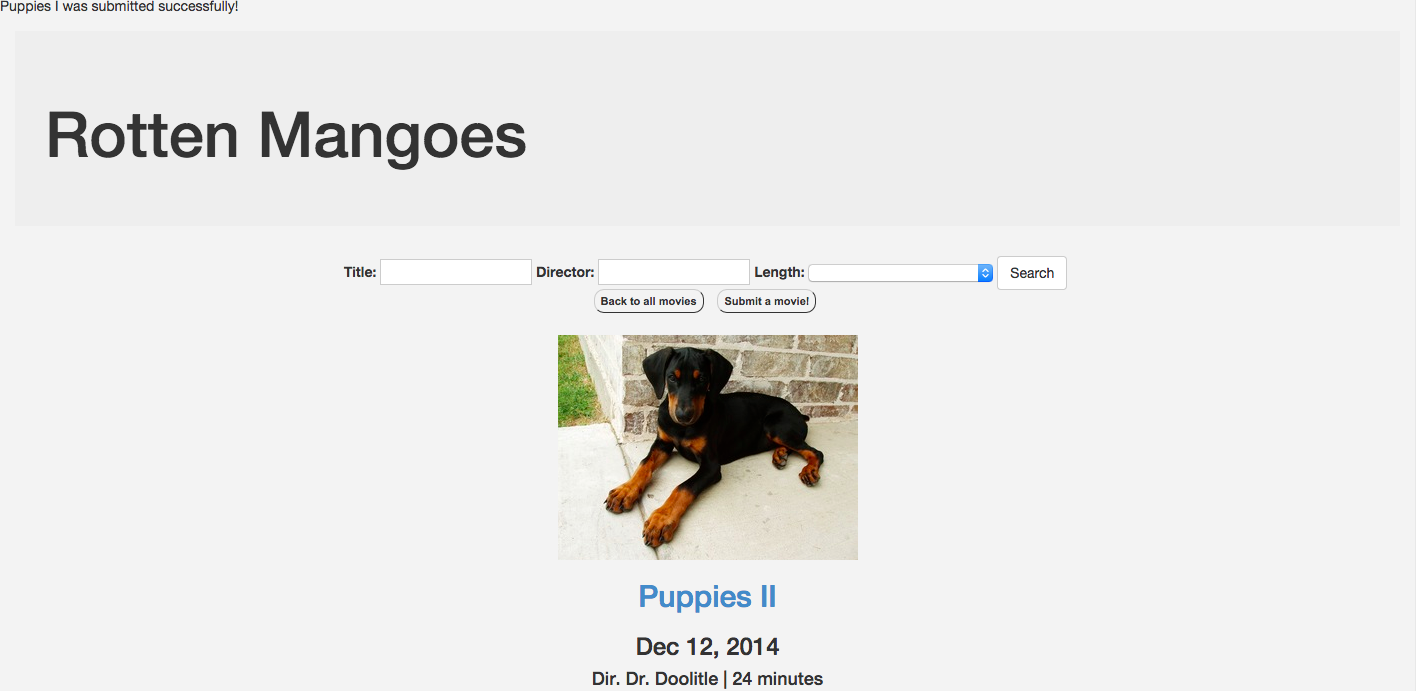 Puppies I was submitted successfully!
Rotten Mangoes
Title: Director: Length: Search
Back to all movies Submit a movie!
Puppies II
Dec 12, 2014
Dir. Dr. Doolitle | 24 minutes